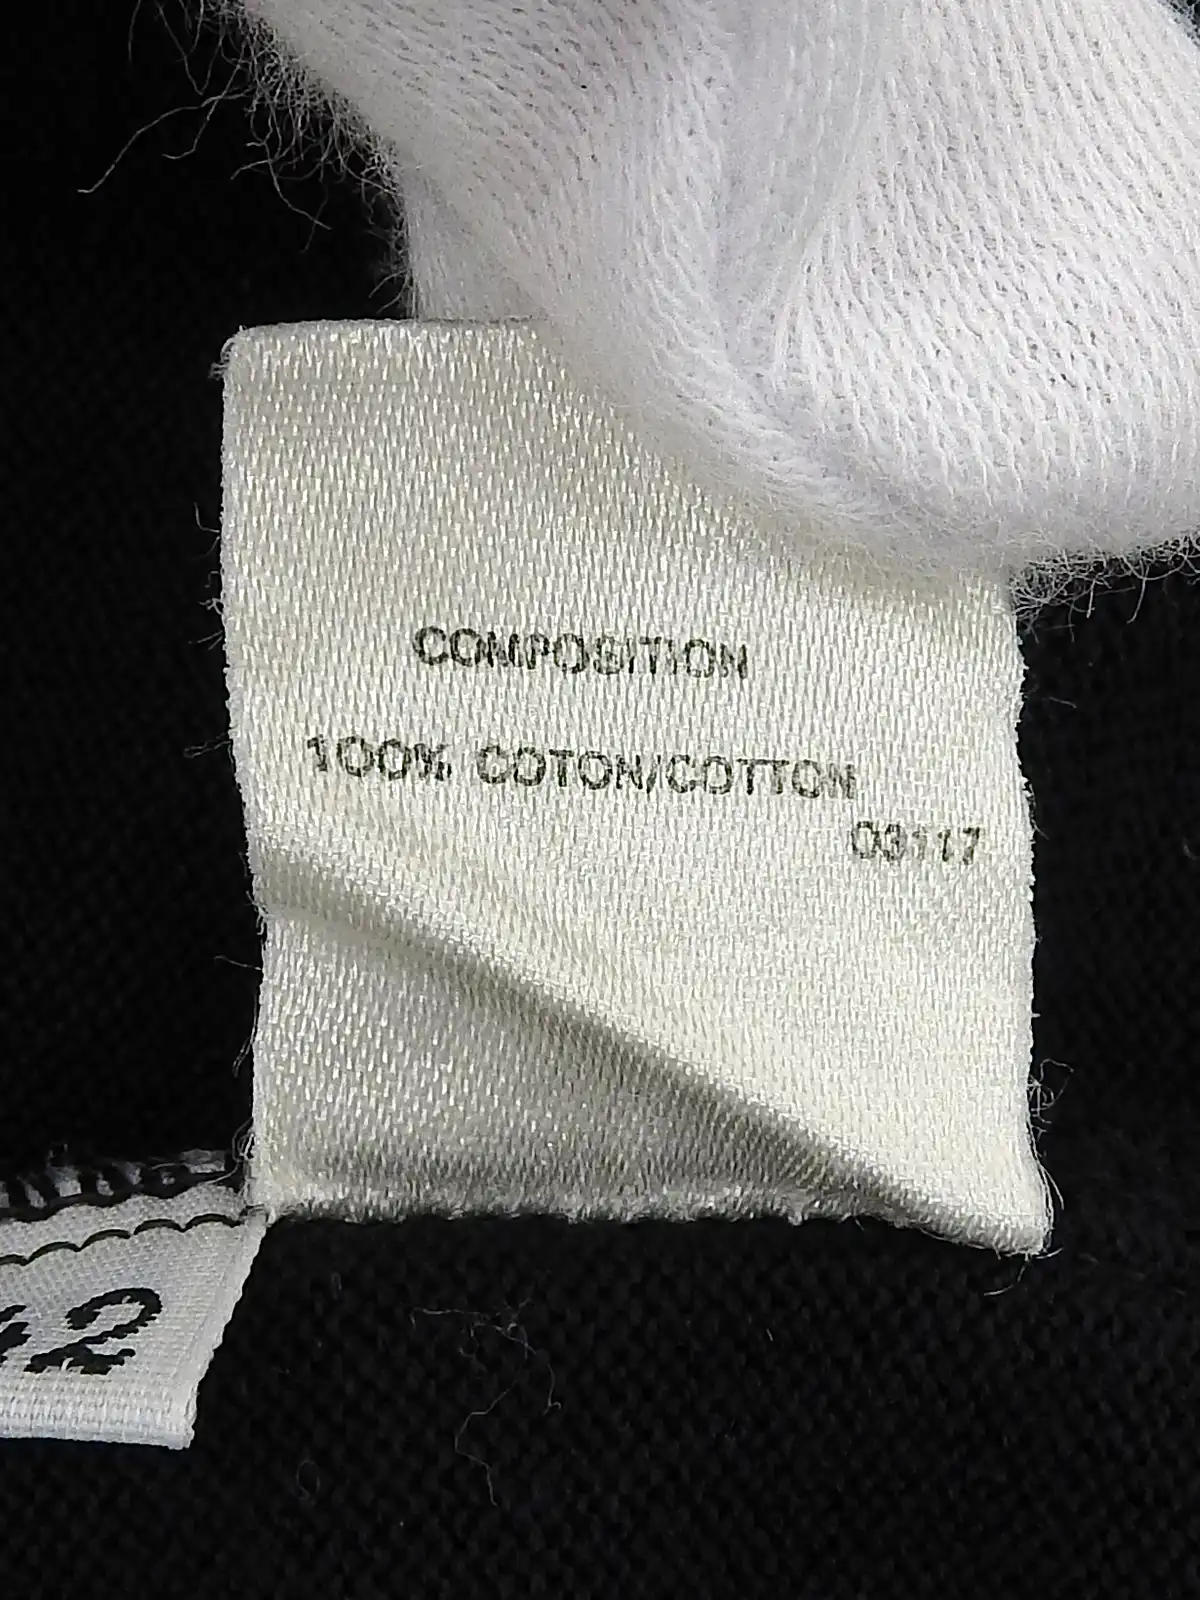 COMPOSITION
100% COTON/COTTON
03117
42